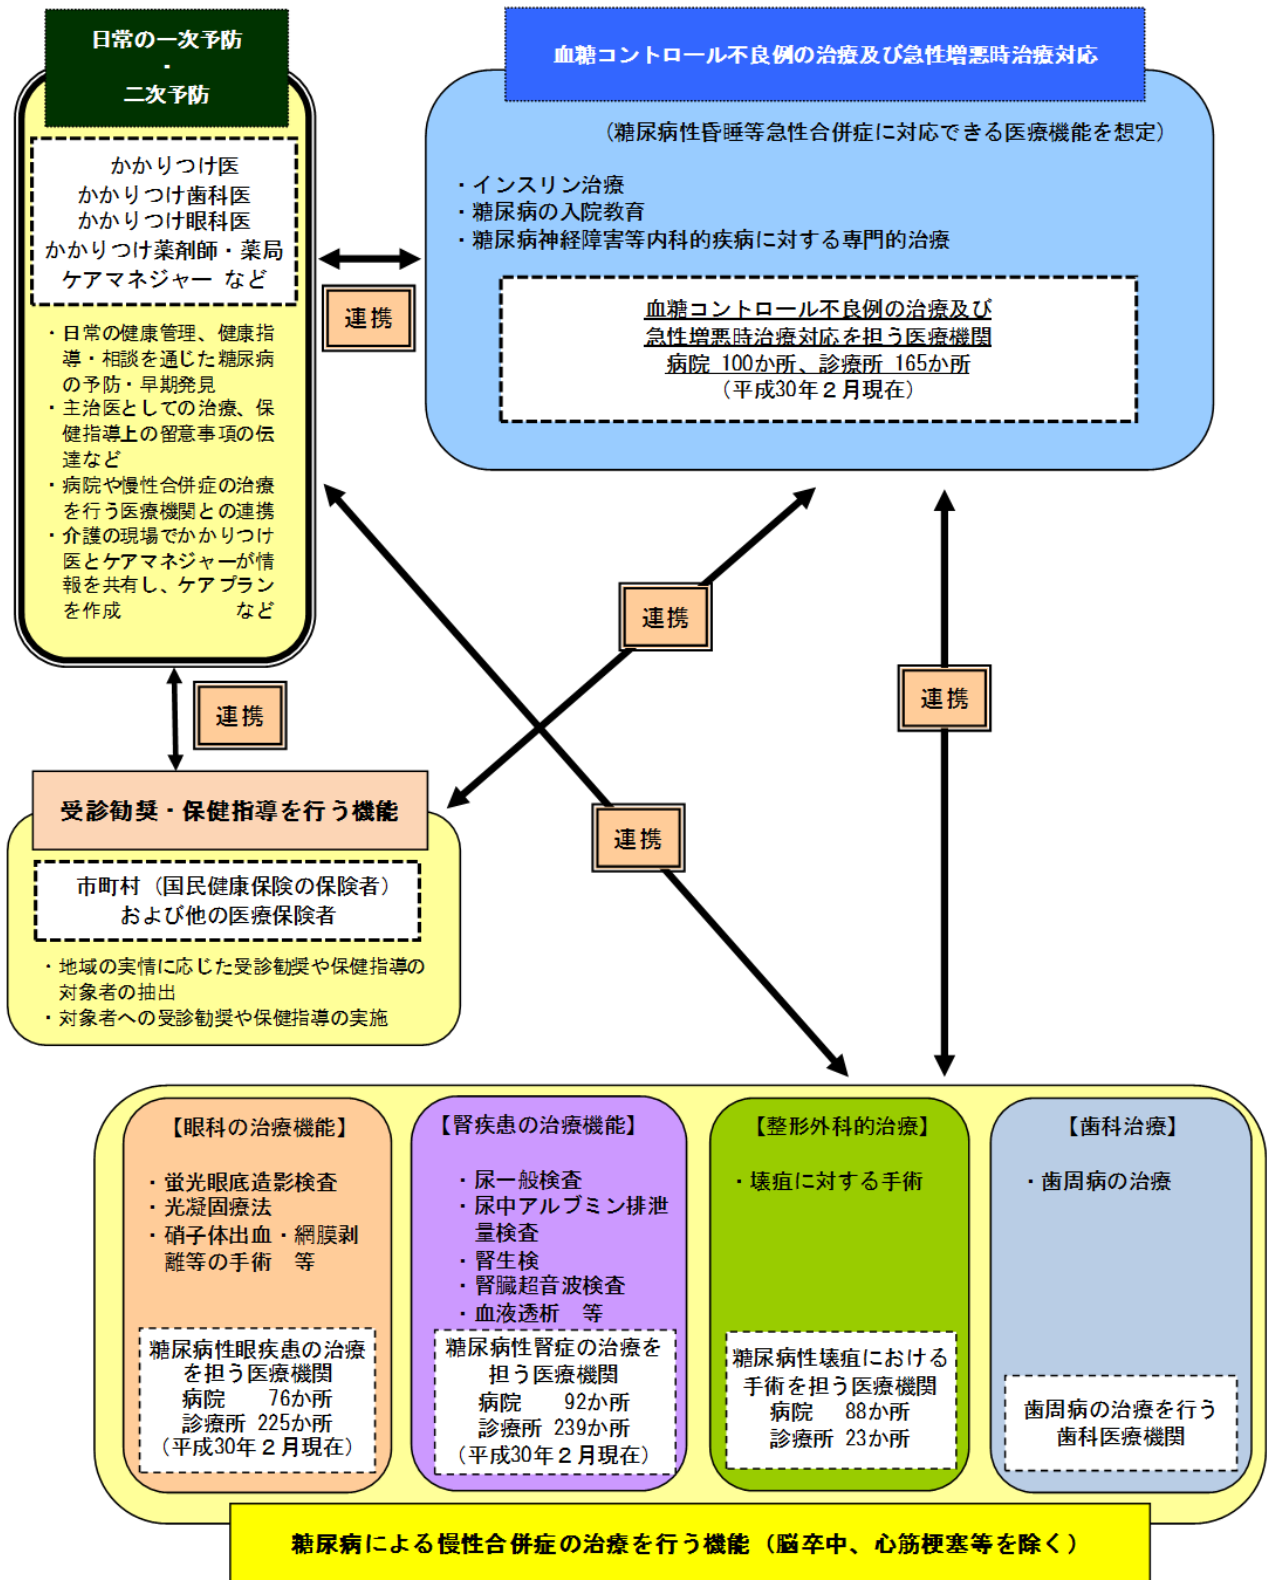 日常の一次予防
・
二次予防
かかりつけ医
かかりつけ歯科医
かかりつけ眼科医
かかりつけ薬剤師・薬局
ケアマネジャー など
・日常の健康管理、健康指
導・相談を通じた糖尿病
の予防・早期発見
・主治医としての治療、保
健指導上の留意事項の伝
達など
・病院や慢性合併症の治療
を行う医療機関との連携
・介護の現場でかかりつけ
医とケアマネジャーが情
報を共有し、ケアプラン
を作成 など
連携
血糖コントロール不良例の治療及び急性増悪時治療対応
（糖尿病性昏睡等急性合併症に対応できる医療機能を想定）
・インスリン治療
・糖尿病の入院教育
・糖尿病神経障害等内科的疾病に対する専門的治療
血糖コントロール不良例の治療及び
急性増悪時治療対応を担う医療機関
病院 100か所、診療所 165か所
（平成30年２月現在）
連携
連携
連携
連携
受診勧奨・保健指導を行う機能
市町村（国民健康保険の保険者）
および他の医療保険者
・地域の実情に応じた受診勧奨や保健指導の
対象者の抽出
・対象者への受診勧奨や保健指導の実施
【眼科の治療機能】
・蛍光眼底造影検査
・光凝固療法
・硝子体出血・網膜剥
離等の手術　等
糖尿病性眼疾患の治療
を担う医療機関
病院 76か所
診療所 225か所
（平成30年２月現在）
【腎疾患の治療機能】
・尿一般検査
・尿中アルブミン排泄
量検査
・腎生検
・腎臓超音波検査
・血液透析　等
糖尿病性腎症の治療を
担う医療機関
病院 92か所
診療所 239か所
（平成30年２月現在）
【整形外科的治療】
・壊疽に対する手術
糖尿病性壊疽における
手術を担う医療機関
病院 88か所
診療所 23か所
【歯科治療】
・歯周病の治療
歯周病の治療を行う
歯科医療機関
糖尿病による慢性合併症の治療を行う機能（脳卒中、心筋梗塞等を除く）